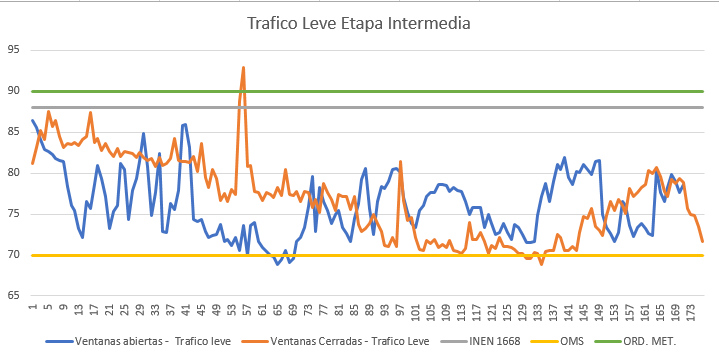 Trafico Leve Etapa Intermedia
95
90
85
80
75
70
65
1 5 9 13 17 21 25 29 33 37 41 45 49 53 57 61 65 69 73 77 81 85 89 93 97 101 105 109 113 117 121 125 129 133 137 141 145 149 153 157 161 165 169 173
Ventanas abiertas - Trafico leve Ventanas Cerradas - Trafico Leve INEN 1668 OMS ORD. MET.